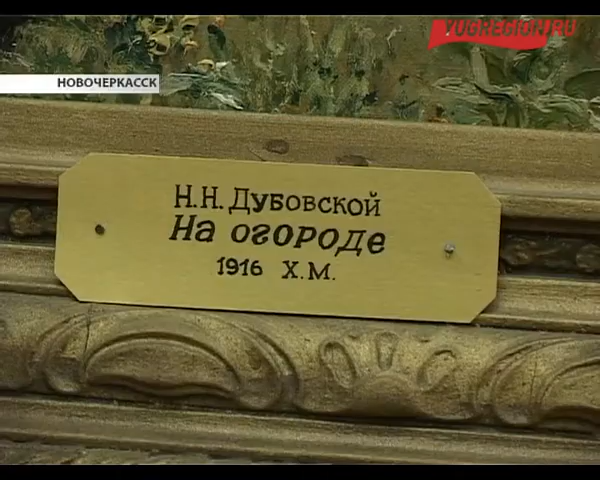 YUGREGION.RU
НОВОЧЕРКАССК
Н.Н. Дубовской
На огороде
1916 Х.М.